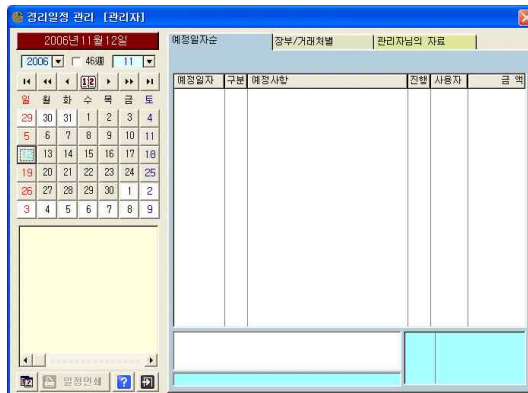 경리일정 관리 [관리자]
2006년11월12일
2006 46週 11
12
일 월 화 수 목 금 토
29 30 31 1 2 3 4
5 6 7 8 9 10 11
12 13 14 15 16 17 18
19 20 21 22 23 24 25
26 27 28 29 30 1 2
3 4 5 6 7 8 9
일정인쇄 ?
예정일자순 장부/거래처별 관리자님의 자료
예정일자 구분 예정사항 진행 사용자 금 액